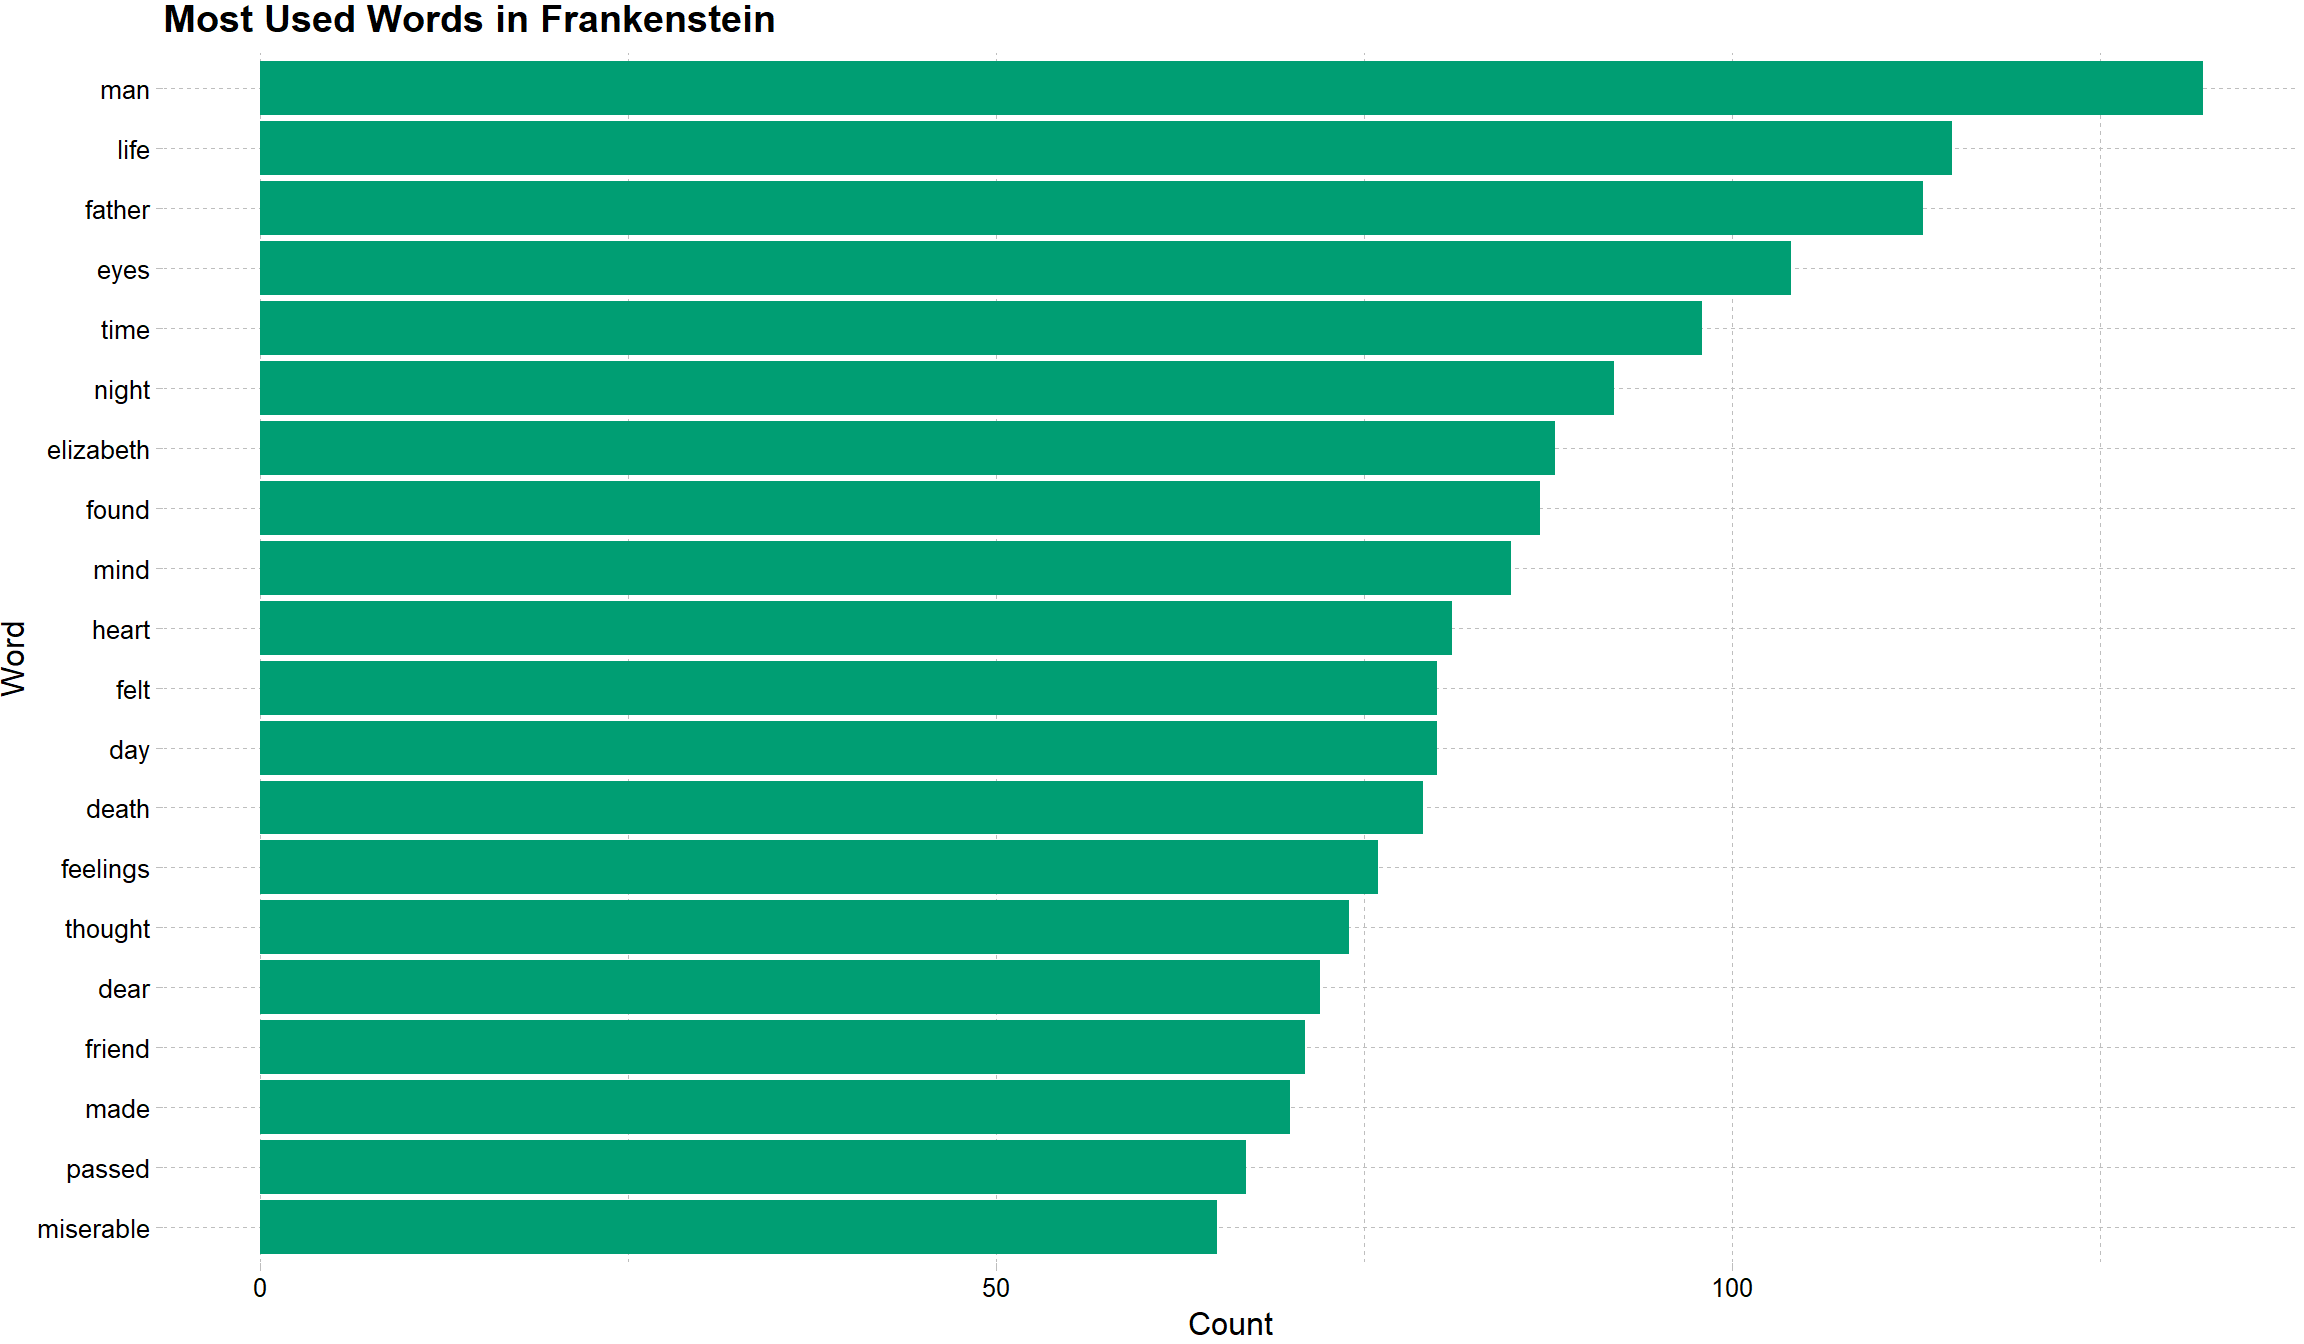 Most Used Words in Frankenstein
man
life
father
eyes
time
night
elizabeth
found
mind
heart
felt
day
death
feelings
thought
dear
friend
made
passed
miserable
Word
0 50 100
Count